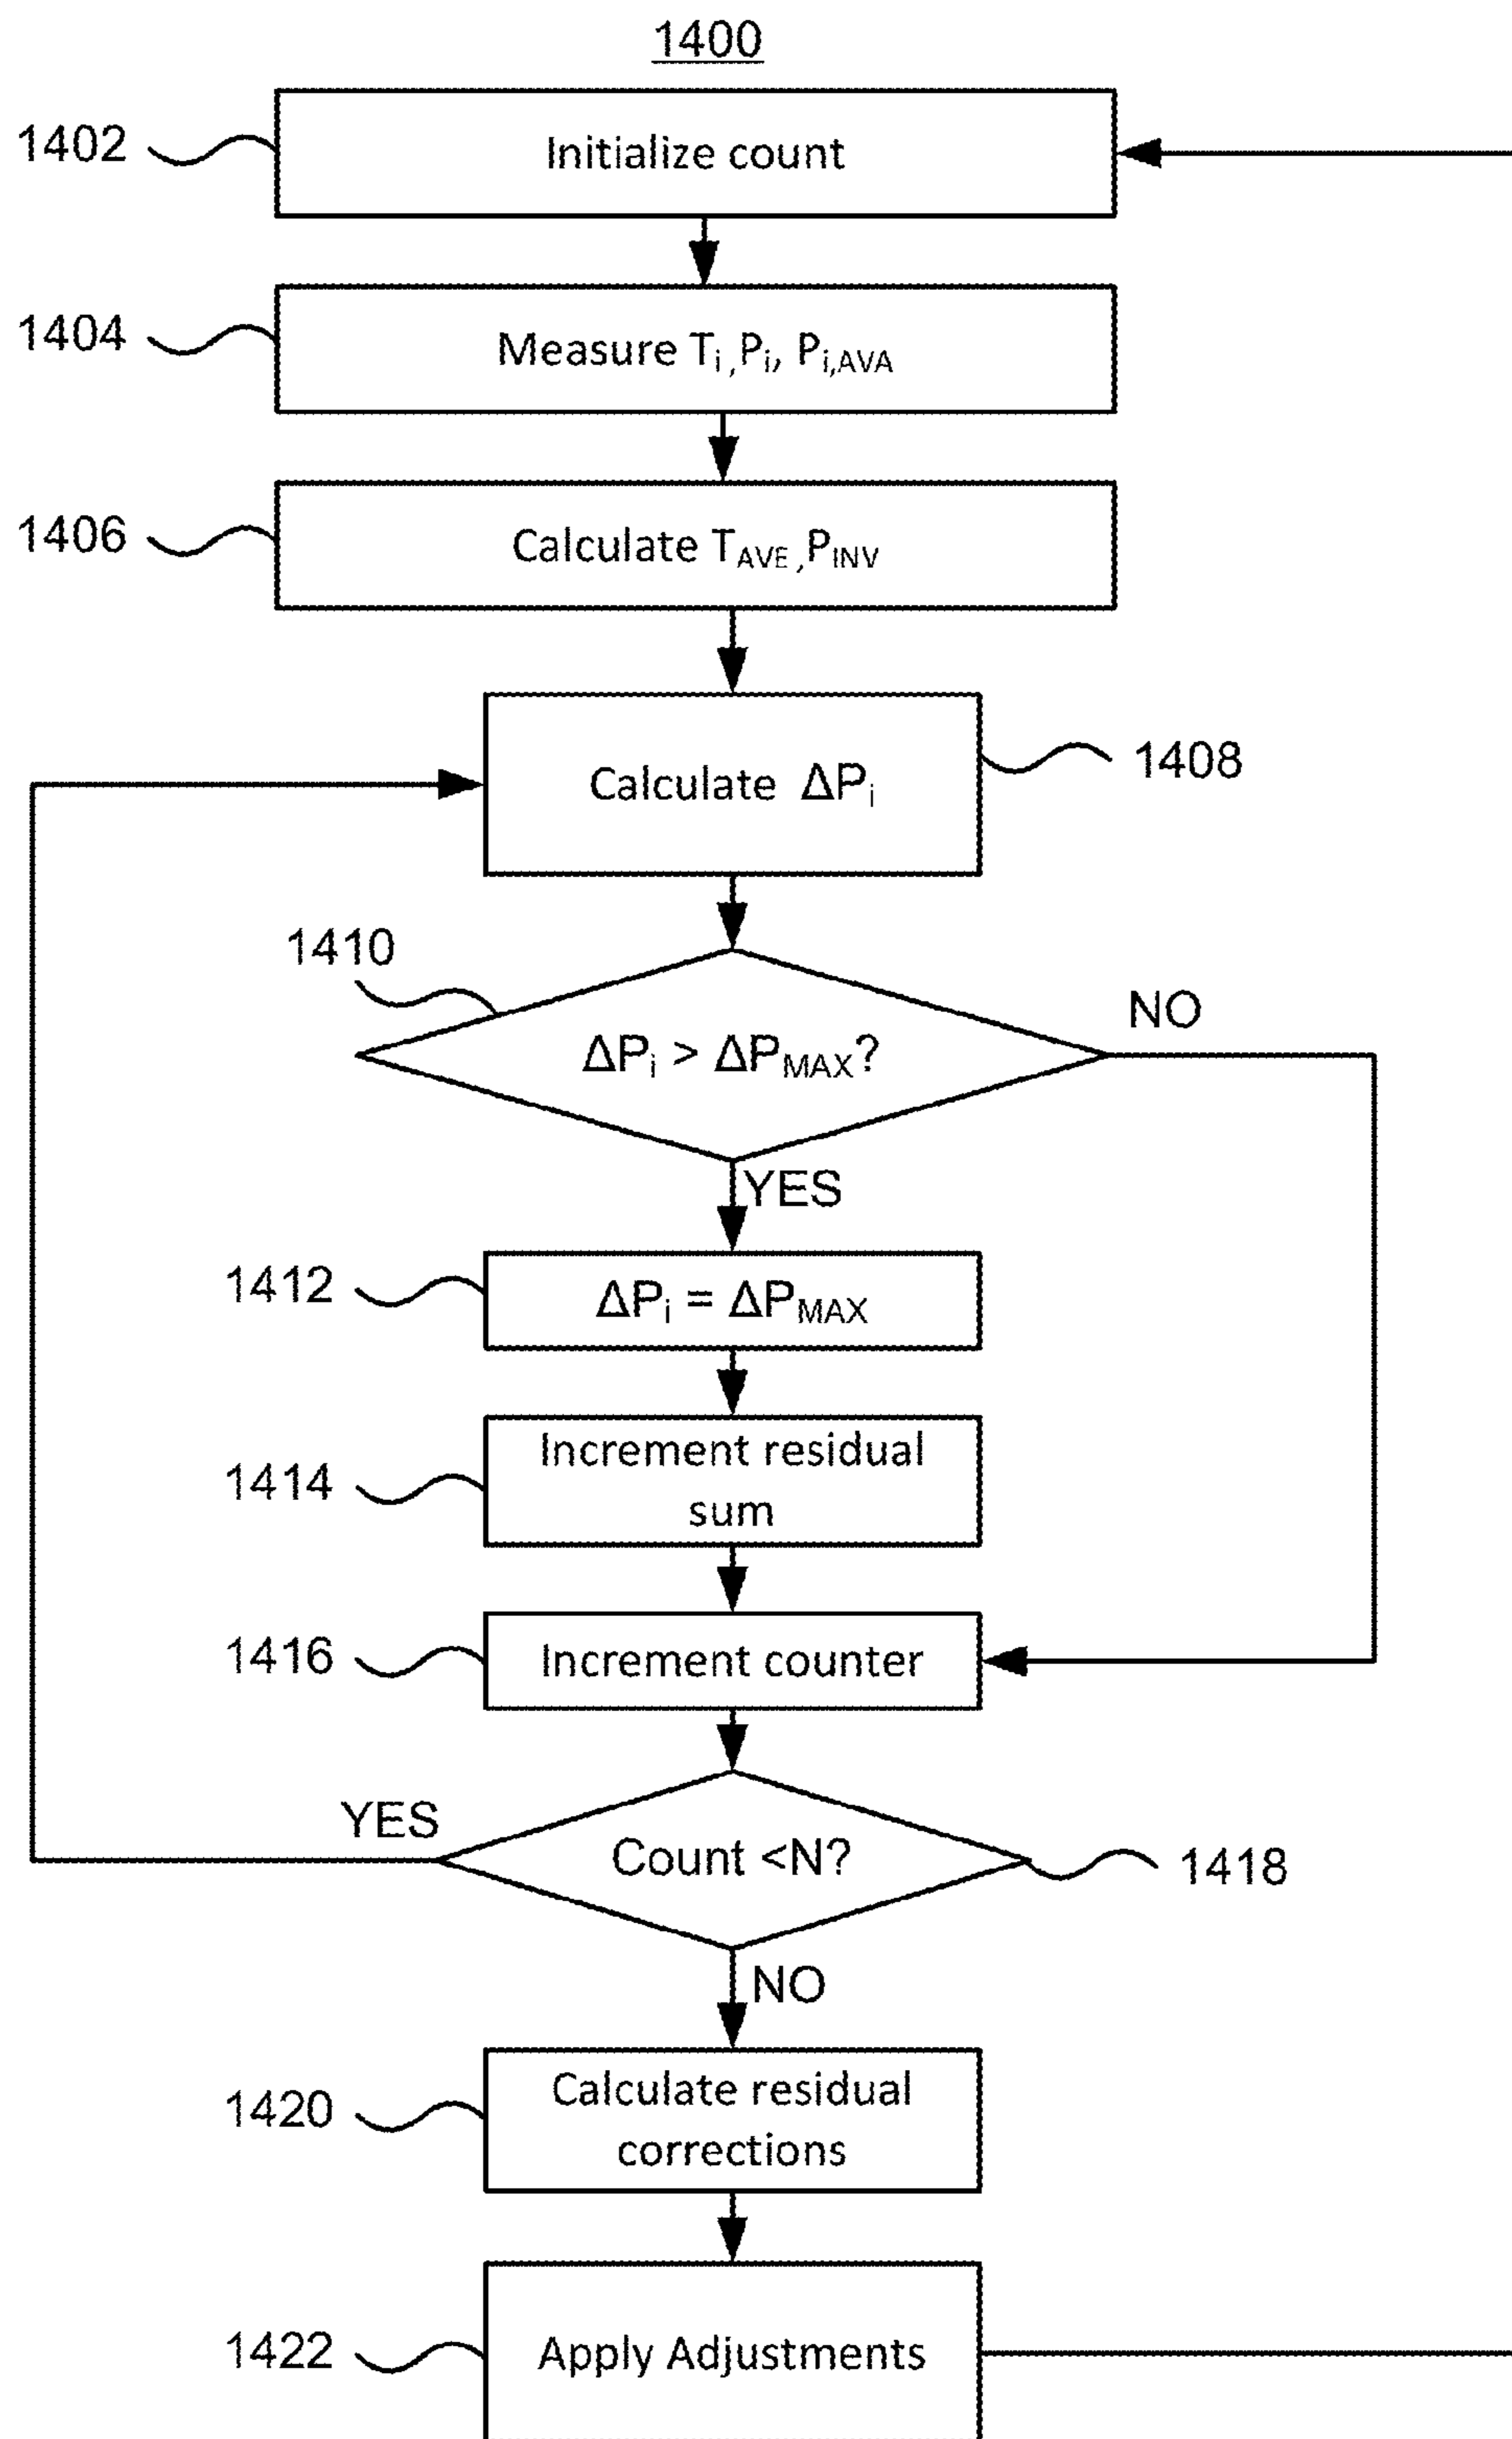 1400
1402
Initialize count
1404
Measure Tᵢ,Pᵢ, Pᵢ,AVA
1406
Calculate TAVE,PINV
Calculate ΔPᵢ
1408
1410
NO
ΔPᵢ > ΔPMAX?
YES
1412
ΔPᵢ = ΔPMAX
1414
Increment residual
sum
1416
Increment counter
YES
Count <N?
1418
NO
1420
Calculate residual
corrections
1422
Apply Adjustments